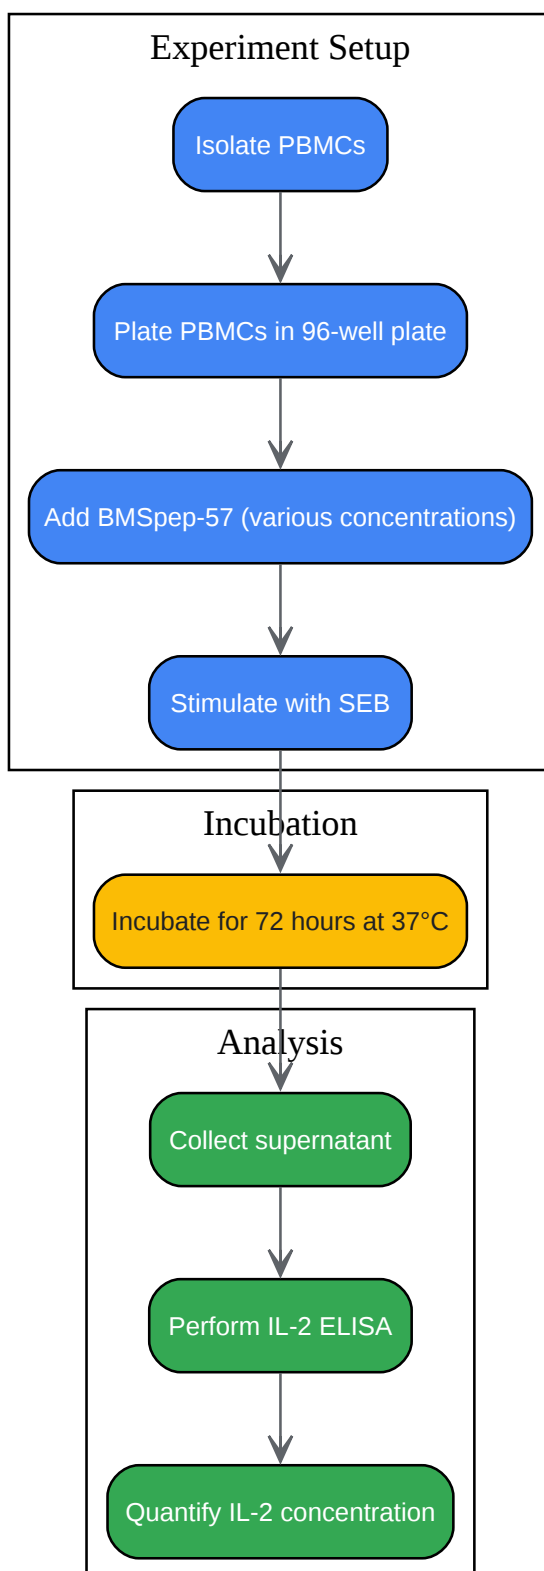 Experiment Setup
Isolate PBMCs
Plate PBMCs in 96-well plate
Add BMSpep-57 (various concentrations)
Stimulate with SEB
Incubation
Incubate for 72 hours at 37°C
Analysis
Collect supernatant
Perform IL-2 ELISA
Quantify IL-2 concentration